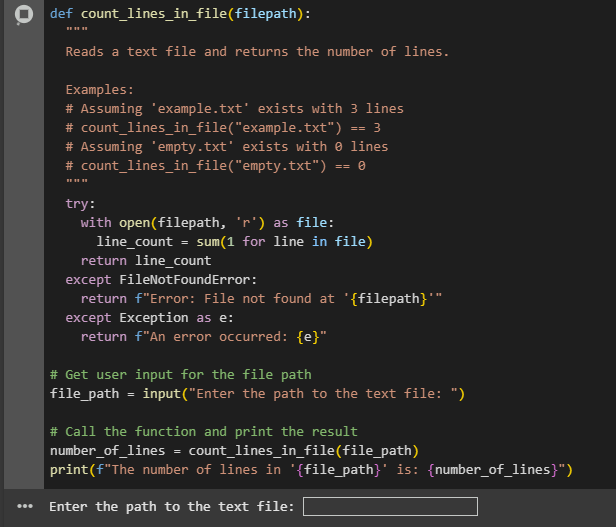 def count_lines_in_file(filepath):
  """
  Reads a text file and returns the number of lines.

  Examples:
  # Assuming 'example.txt' exists with 3 lines
  # count_lines_in_file("example.txt") == 3
  # Assuming 'empty.txt' exists with 0 lines
  # count_lines_in_file("empty.txt") == 0
  """
  try:
    with open(filepath, 'r') as file:
      line_count = sum(1 for line in file)
    return line_count
  except FileNotFoundError:
    return f"Error: File not found at '{filepath}'"
  except Exception as e:
    return f"An error occurred: {e}"

# Get user input for the file path
file_path = input("Enter the path to the text file: ")

# Call the function and print the result
number_of_lines = count_lines_in_file(file_path)
print(f"The number of lines in '{file_path}' is: {number_of_lines}")
Enter the path to the text file: